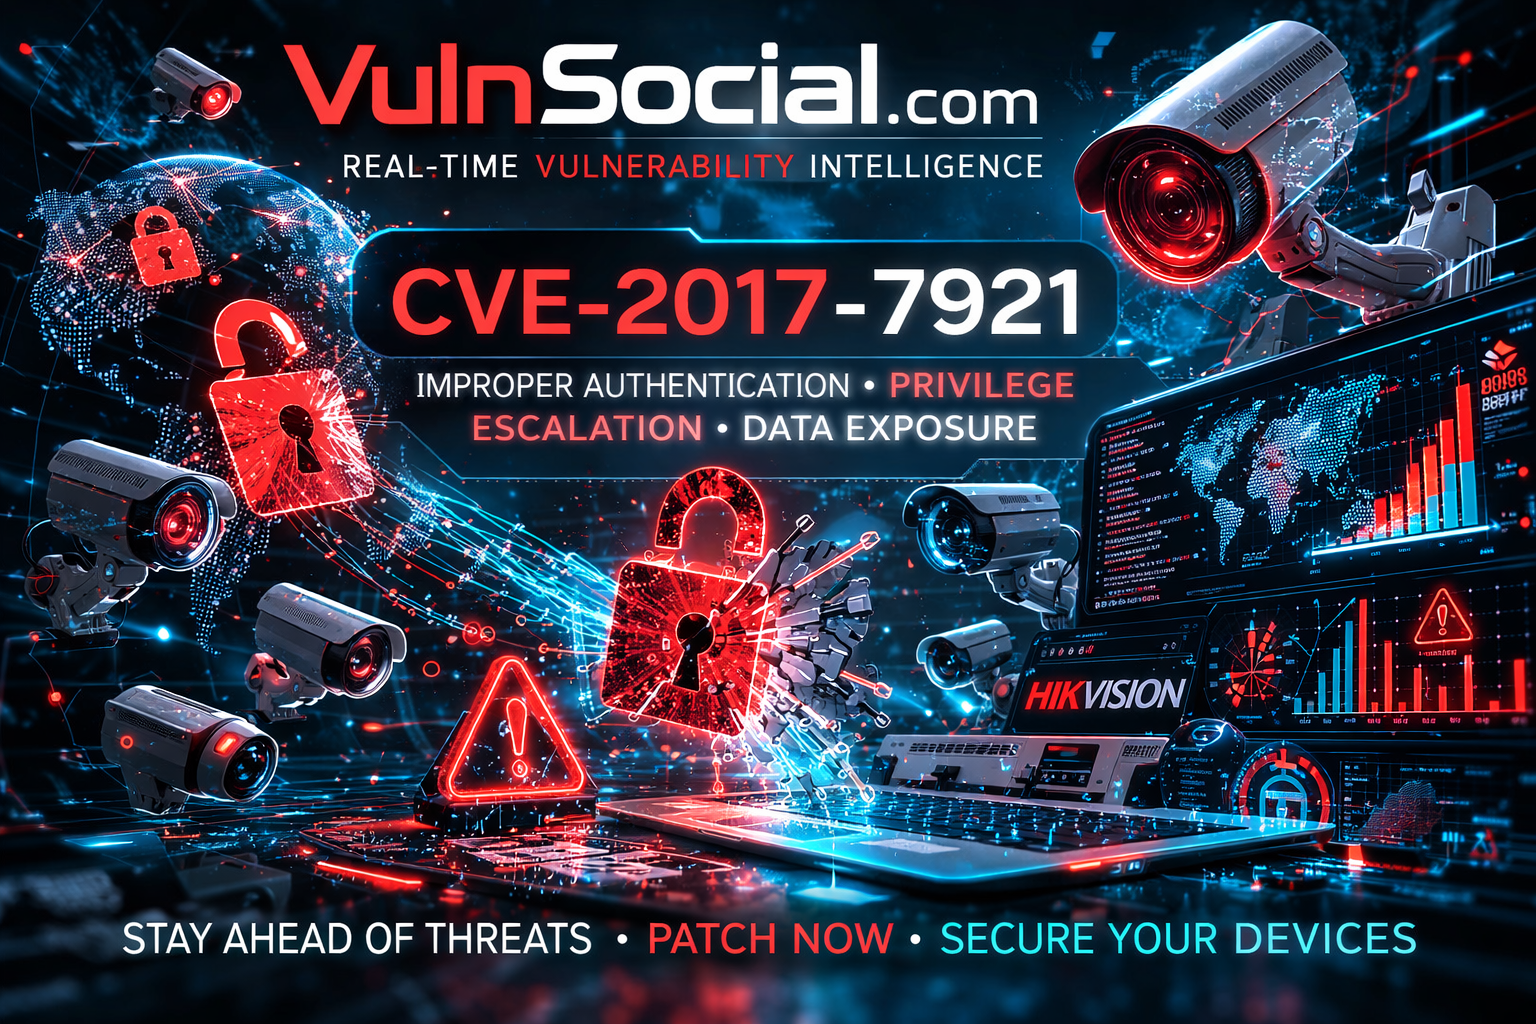 VulnSocial.com
REAL-TIME VULNERABILITY INTELLIGENCE
CVE-2017-7921
IMPROPER AUTHENTICATION • PRIVILEGE
ESCALATION • DATA EXPOSURE
HIKVISION
STAY AHEAD OF THREATS • PATCH NOW • SECURE YOUR DEVICES